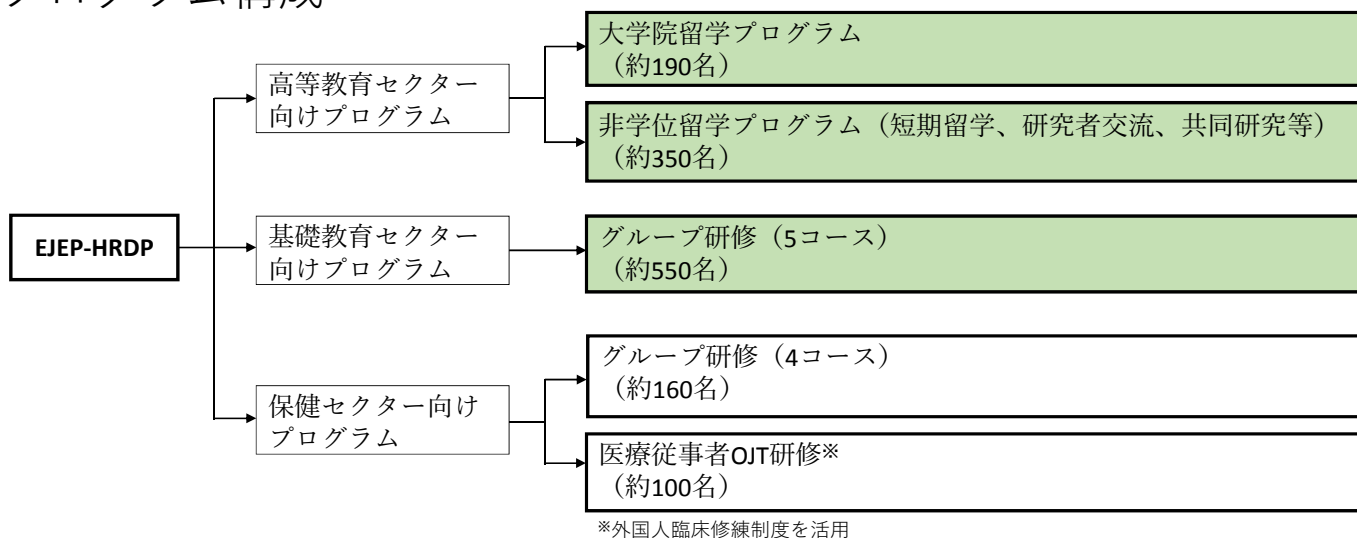 プログラム構成
大学院留学プログラム
（約190名）
高等教育セクター
向けプログラム
非学位留学プログラム（短期留学、研究者交流、共同研究等）
（約350名）
EJEP-HRDP
基礎教育セクター
向けプログラム
グループ研修（5コース）
（約550名）
グループ研修（4コース）
（約160名）
保健セクター向け
プログラム
医療従事者OJT研修※
（約100名）
※外国人臨床修練制度を活用